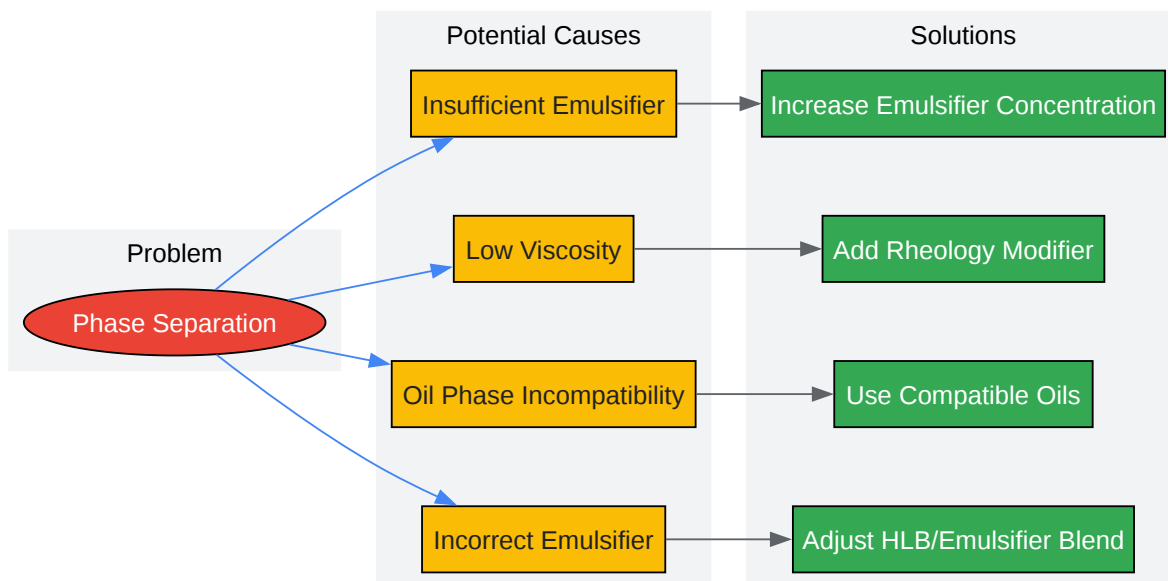 Potential Causes
Solutions
Insufficient Emulsifier
Increase Emulsifier Concentration
Low Viscosity
Add Rheology Modifier
Problem
Phase Separation
Oil Phase Incompatibility
Use Compatible Oils
Incorrect Emulsifier
Adjust HLB/Emulsifier Blend